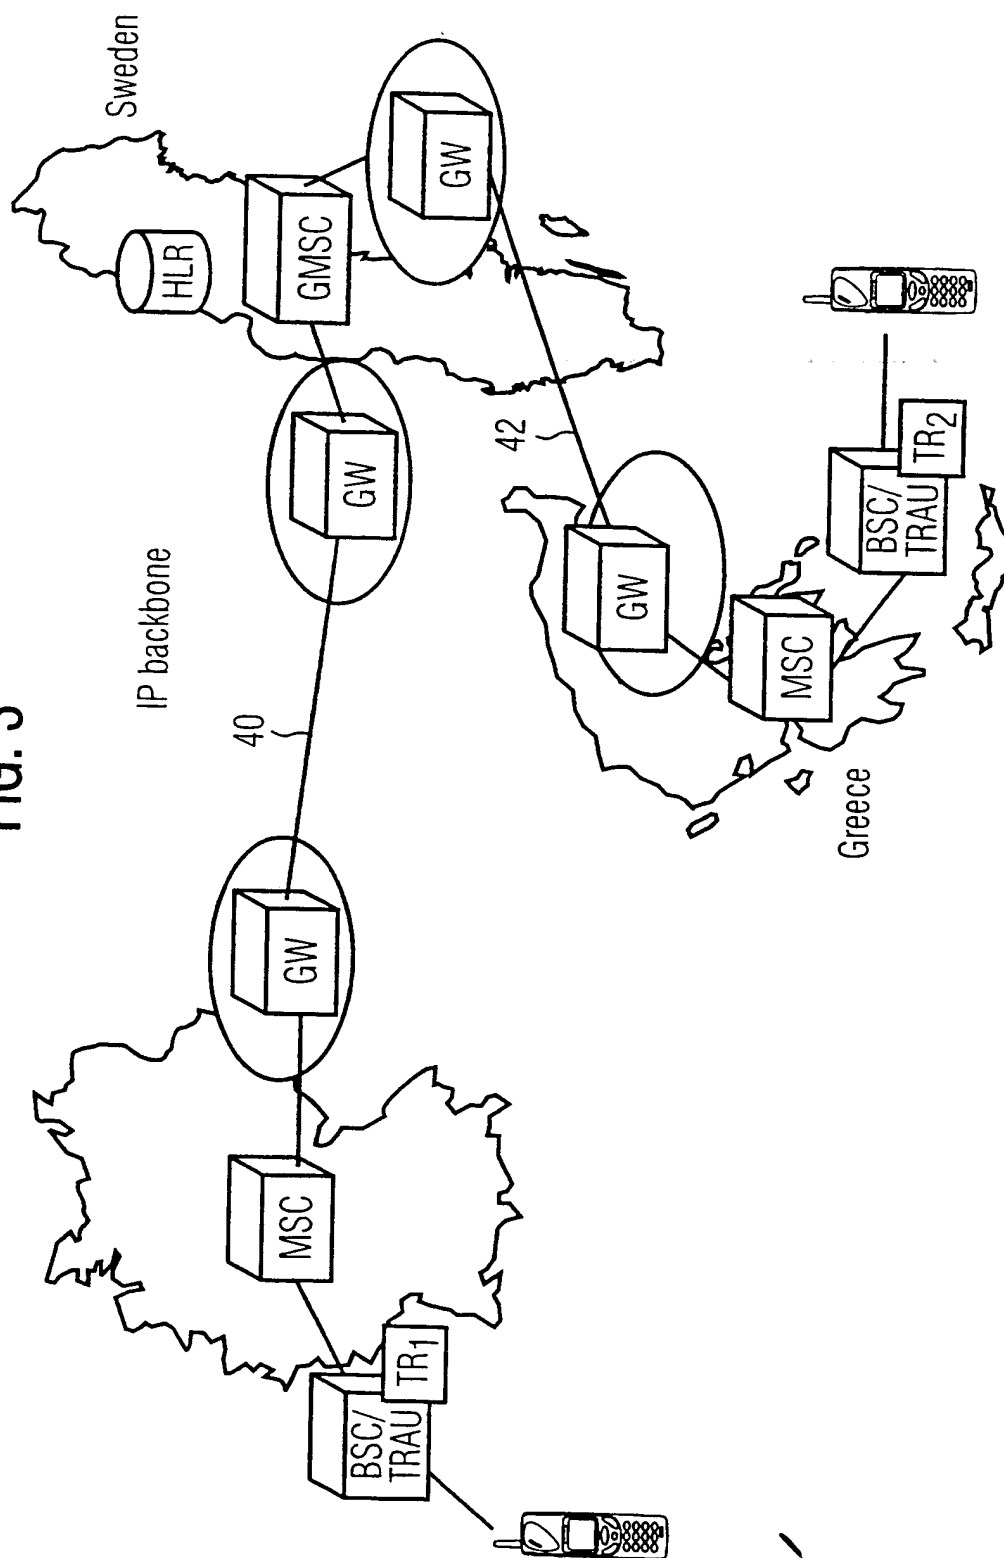 FIG.
Sweden
IP backbone
HLR
40
GMSC
MSC
GW
GW
BSC/
TRAU
TR1
GW
42
GW
MSC
Greece
BSC/
TRAU
TR2